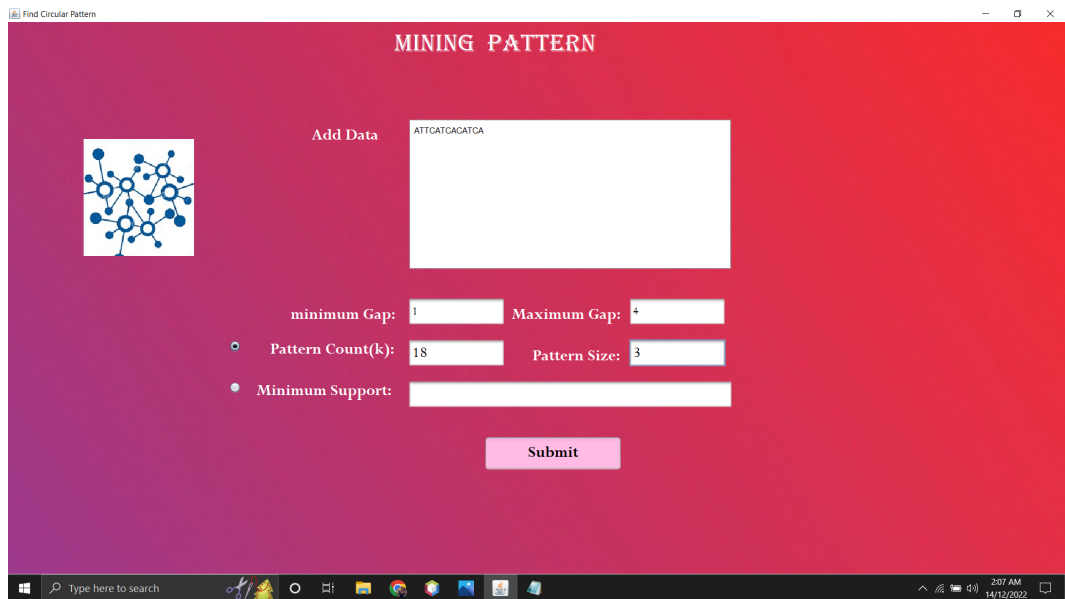 Find Circular Pattern
MINING PATTERN
Add Data
ATTCATCACATCA
minimum Gap: 1 Maximum Gap: 4
Pattern Count(k): 18 Pattern Size: 3
Minimum Support:
Submit
Type here to search
2:07 AM
14/12/2022